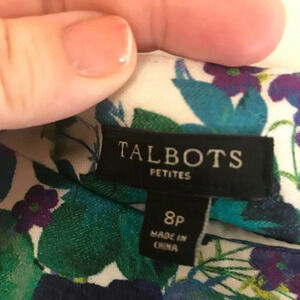 TALBOTS
PETITES
8P
MADE IN
CHINA